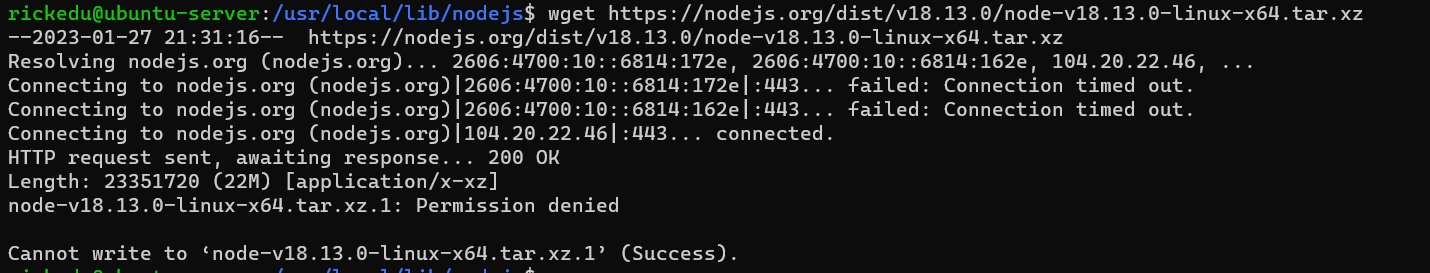 rickedu@ubuntu-server:/usr/local/lib/nodejs$ wget https://nodejs.org/dist/v18.13.0/node-v18.13.0-linux-x64.tar.xz
--2023-01-27 21:31:16--  https://nodejs.org/dist/v18.13.0/node-v18.13.0-linux-x64.tar.xz
Resolving nodejs.org (nodejs.org)... 2606:4700:10::6814:172e, 2606:4700:10::6814:162e, 104.20.22.46, ...
Connecting to nodejs.org (nodejs.org)|2606:4700:10::6814:172e|:443... failed: Connection timed out.
Connecting to nodejs.org (nodejs.org)|2606:4700:10::6814:162e|:443... failed: Connection timed out.
Connecting to nodejs.org (nodejs.org)|104.20.22.46|:443... connected.
HTTP request sent, awaiting response... 200 OK
Length: 23351720 (22M) [application/x-xz]
node-v18.13.0-linux-x64.tar.xz.1: Permission denied
Cannot write to ‘node-v18.13.0-linux-x64.tar.xz.1’ (Success).